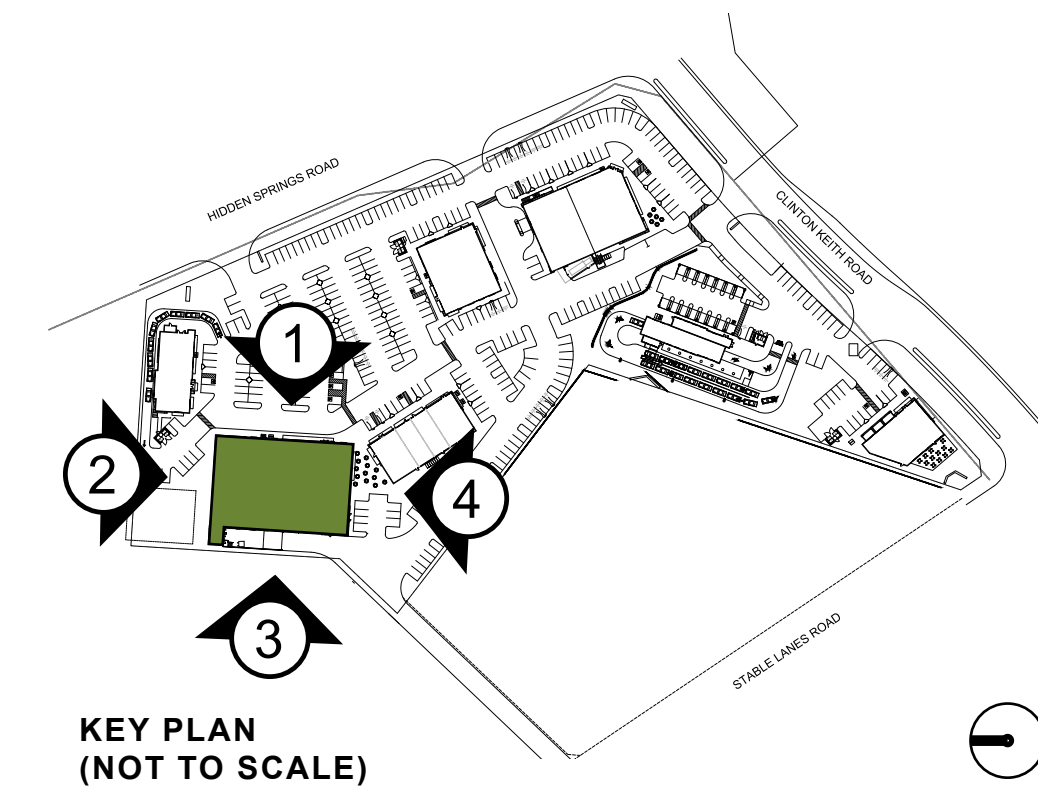 HIDDEN SPRINGS ROAD
CLINTON KEITH ROAD
1
2
4
3
STABLE LANES ROAD
KEY PLAN
(NOT TO SCALE)